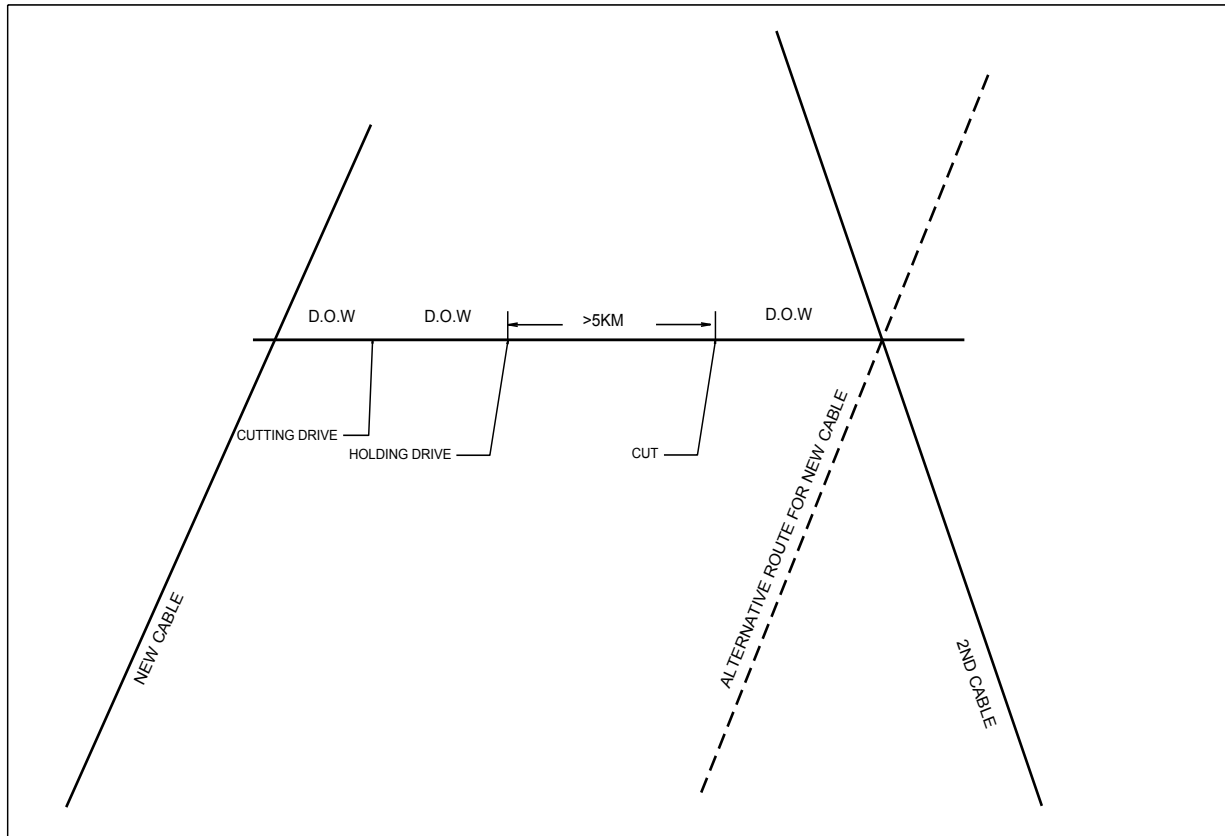 D.O.W
D.O.W
>5KM
D.O.W
CUTTING DRIVE
HOLDING DRIVE
CUT
NEW CABLE
ALTERNATIVE ROUTE FOR NEW CABLE
2ND CABLE